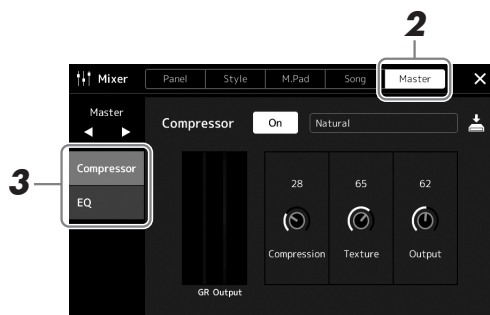 2
Mixer Panel Style M.Pad Song Master ×
Master
Compressor On Natural
3
Compressor
EQ
28 65 62
Compression Texture Output
GR Output